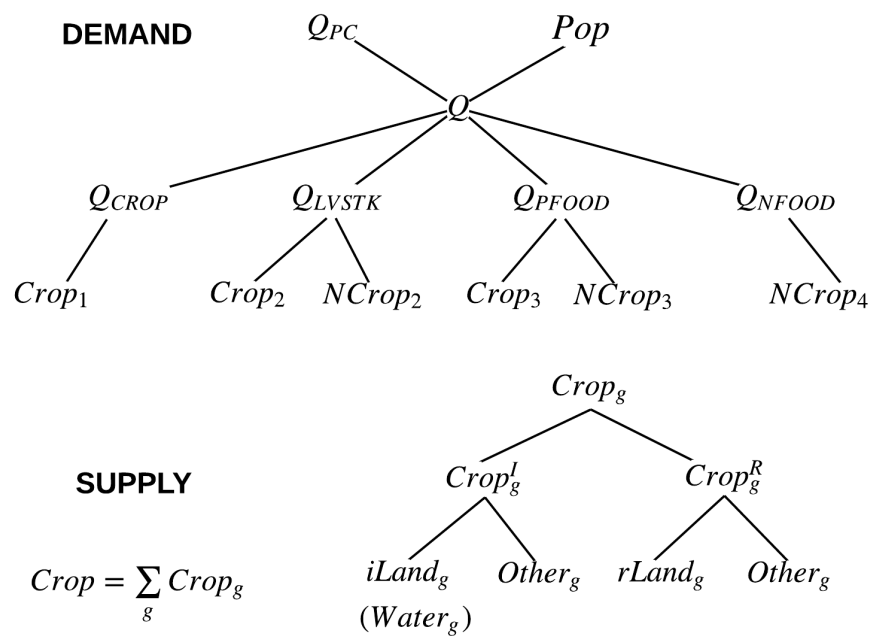 DEMAND Q_PC Pop
Q
Q_CROP Q_LVSTK Q_PFOOD Q_NFOOD
Crop_1 Crop_2 NCrop_2 Crop_3 NCrop_3 NCrop_4
Crop_g
SUPPLY Crop_g^I Crop_g^R
Crop = ∑_g Crop_g iLand_g Other_g rLand_g Other_g
(Water_g)